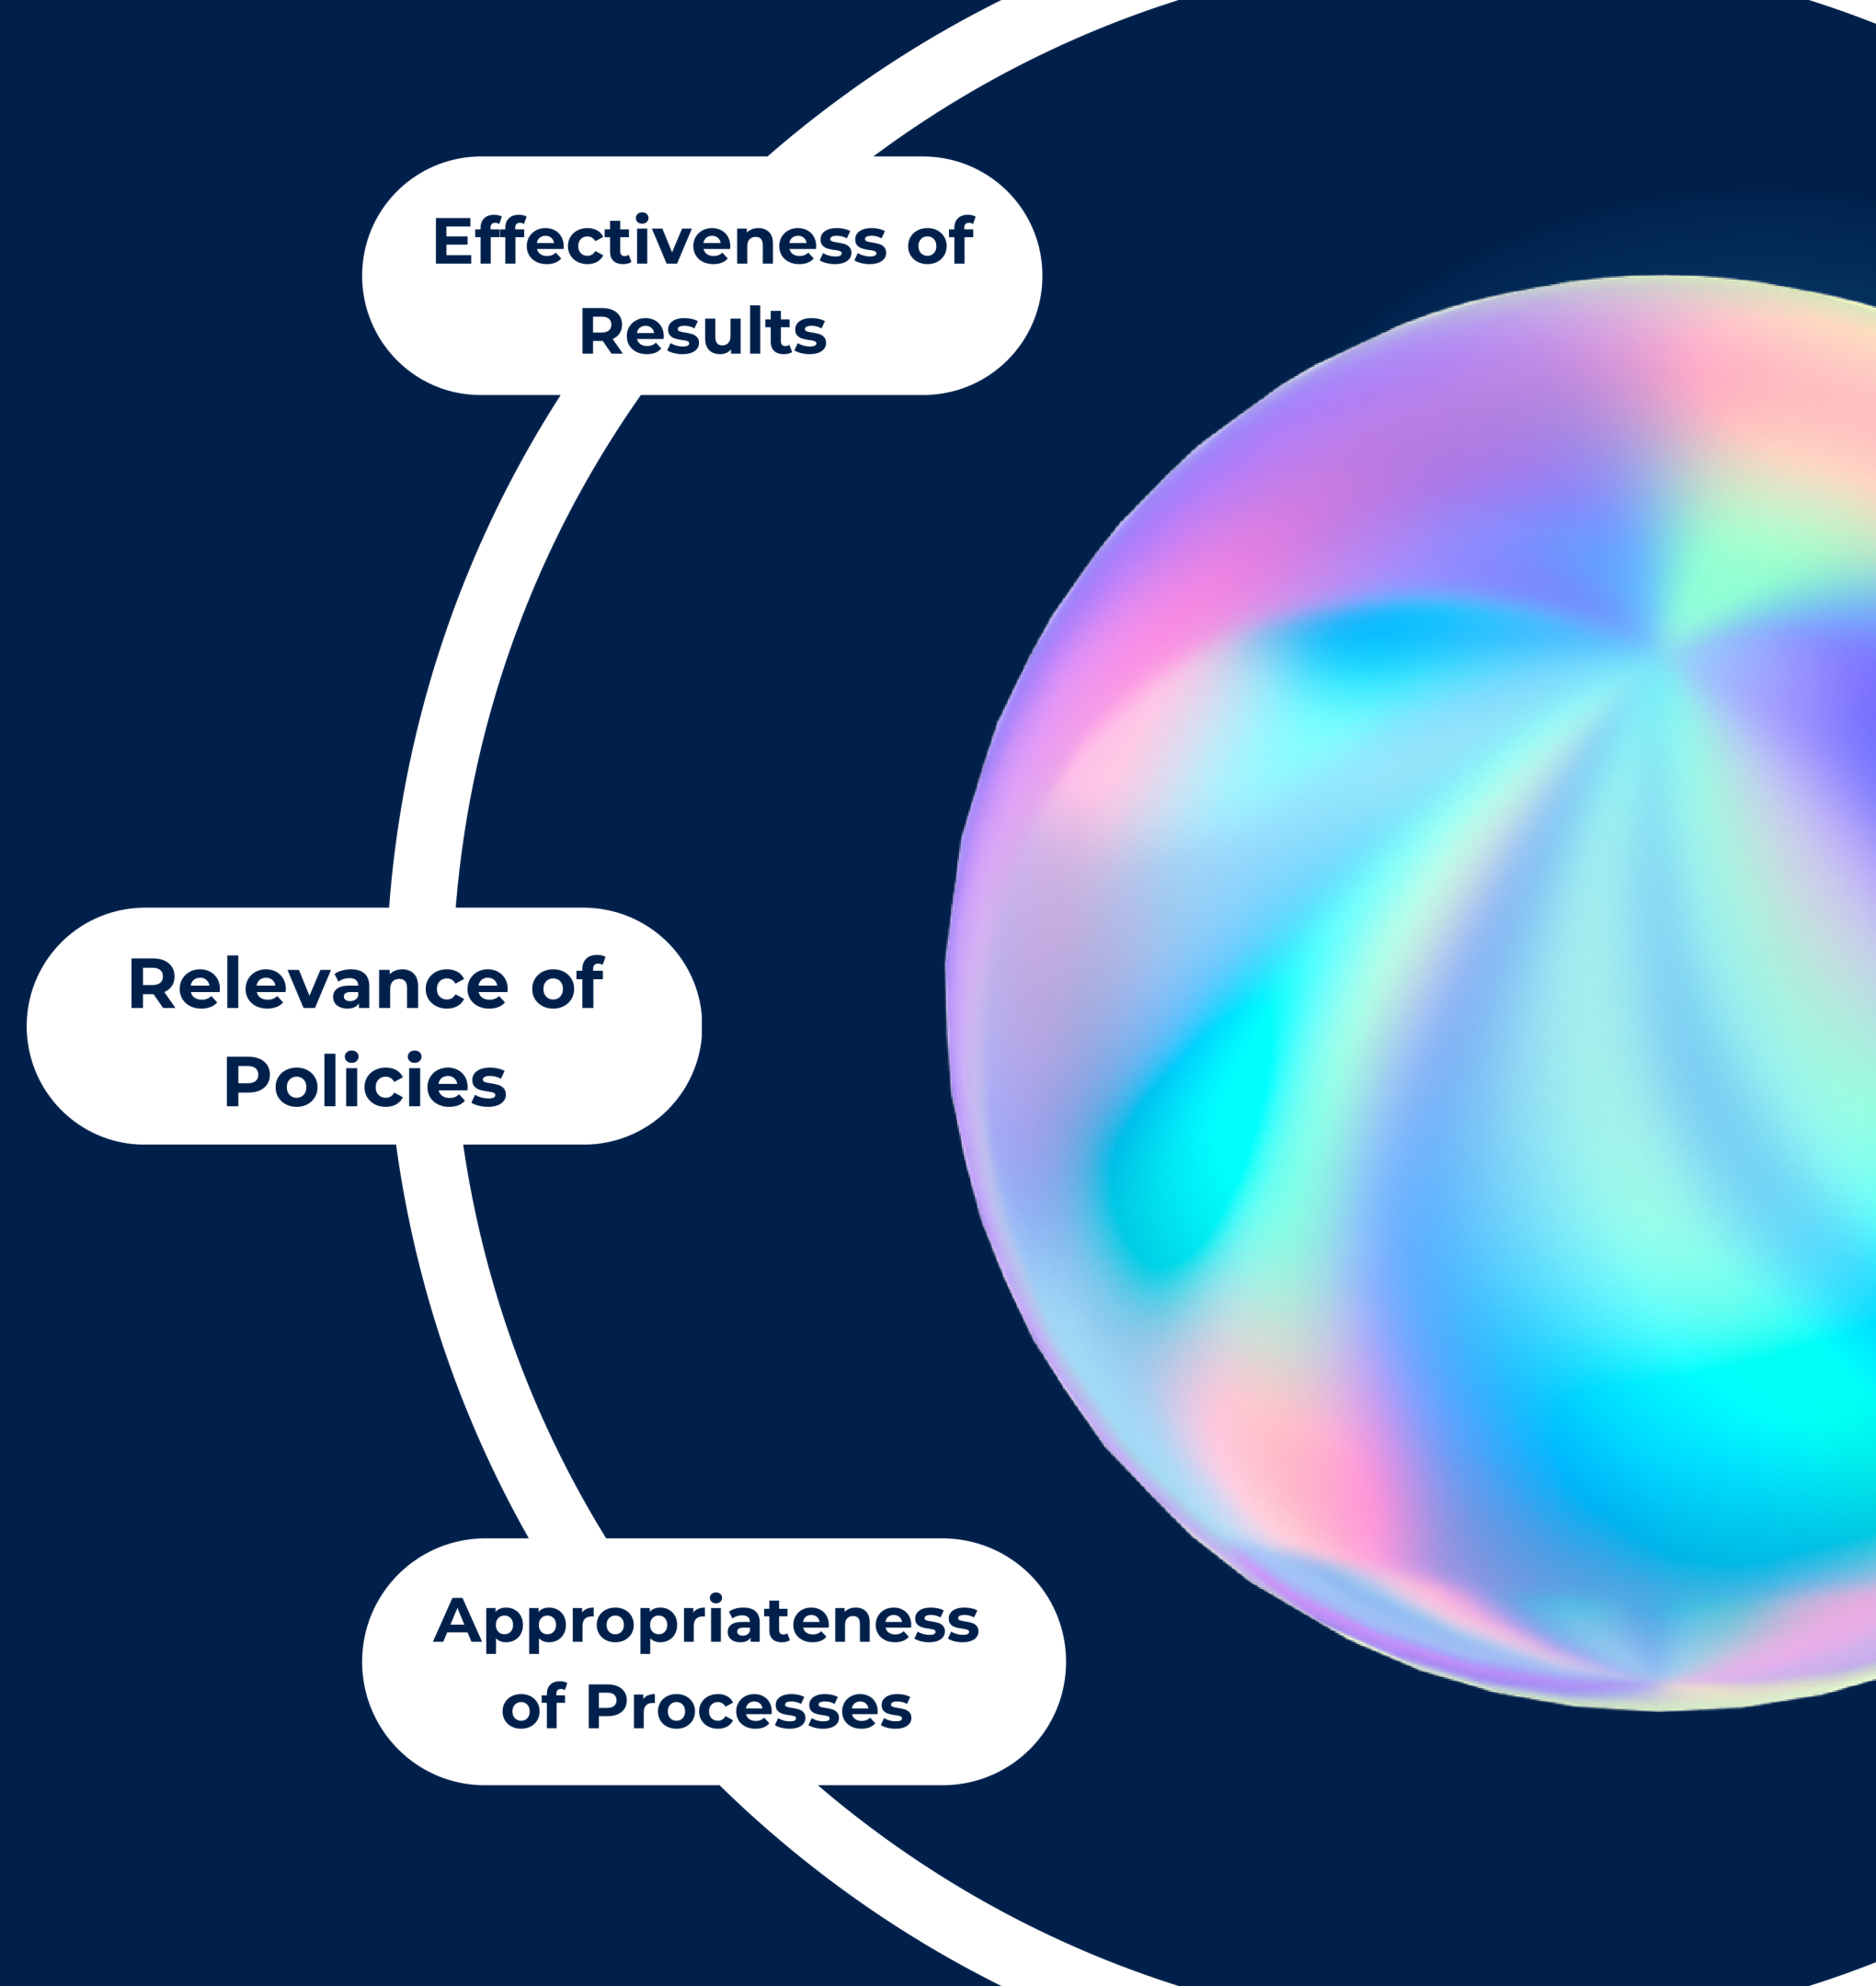 Effectiveness of
Results
Relevance of
Policies
Appropriateness
of Processes